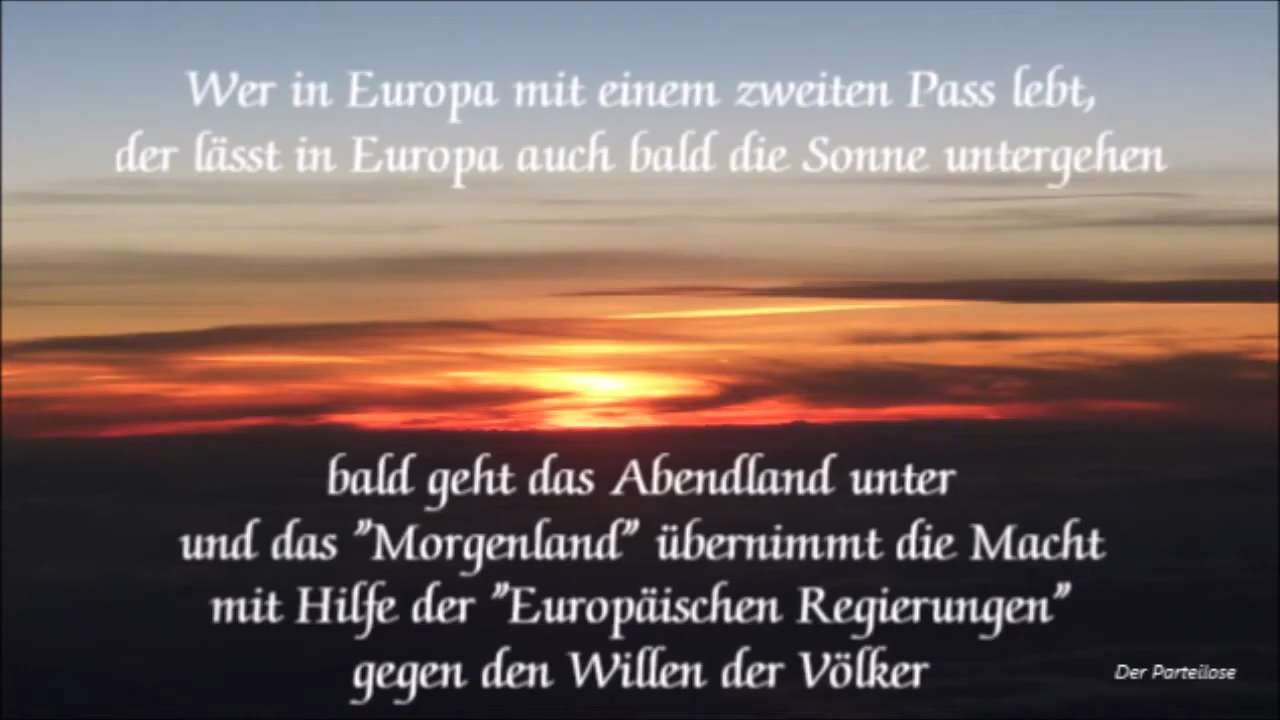 Wer in Europa mit einem zweiten Pass lebt,
der lässt in Europa auch bald die Sonne untergehen
bald geht das Abendland unter
und das "Morgenland" übernimmt die Macht
mit Hilfe der "Europäischen Regierungen"
gegen den Willen der Völker
Der Parteilose